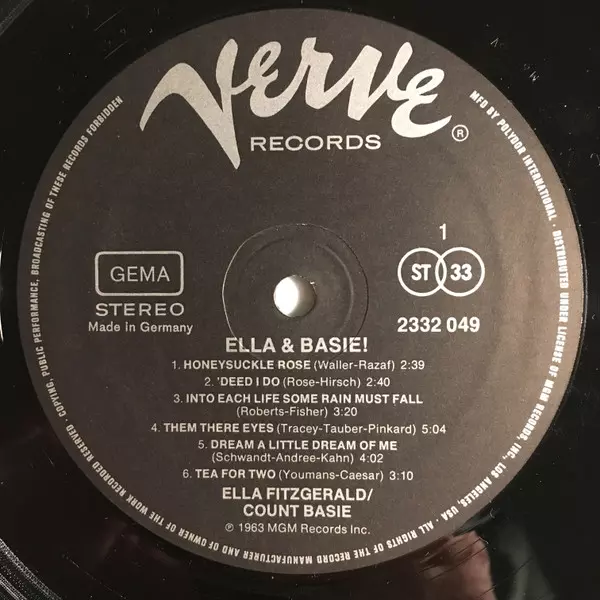 Verve
RECORDS ®
1
GEMA
STEREO
Made in Germany
ST 33
2332 049
ELLA & BASIE!
1. HONEYSUCKLE ROSE (Waller-Razaf) 2:39
2. 'DEED I DO (Rose-Hirsch) 2:40
3. INTO EACH LIFE SOME RAIN MUST FALL
(Roberts-Fisher) 3:20
4. THEM THERE EYES (Tracey-Tauber-Pinkard) 5:04
5. DREAM A LITTLE DREAM OF ME
(Schwandt-Andree-Kahn) 4:02
6. TEA FOR TWO (Youmans-Caesar) 3:10
ELLA FITZGERALD/
COUNT BASIE
℗ 1963 MGM Records Inc.
MFD BY POLYDOR INTERNATIONAL · DISTRIBUTED UNDER LICENSE OF MGM RECORDS, INC., LOS ANGELES, USA · ALL RIGHTS OF THE RECORD MANUFACTURER AND OF OWNER OF THE WORK RECORDED RESERVED · COPYING, PUBLIC PERFORMANCE, BROADCASTING OF THESE RECORDS FORBIDDEN